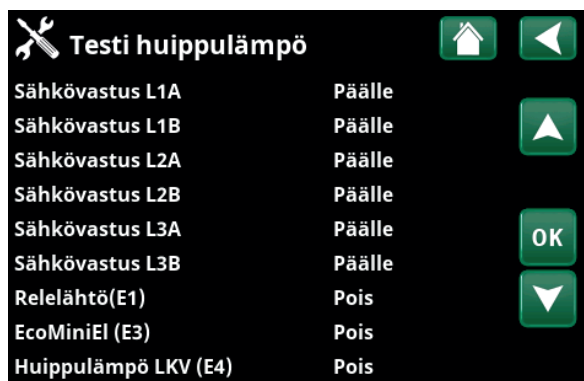 Testi huippulämpö
Sähkövastus L1A Päälle
Sähkövastus L1B Päälle
Sähkövastus L2A Päälle
Sähkövastus L2B Päälle
Sähkövastus L3A Päälle
OK
Sähkövastus L3B Päälle
Relelähtö(E1) Pois
EcoMiniEl (E3) Pois
Huippulämpö LKV (E4) Pois